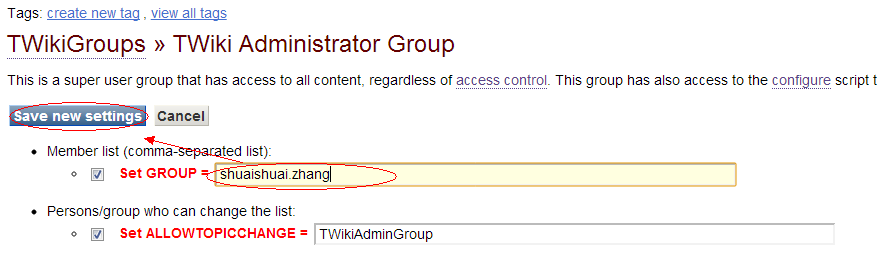 Tags: create new tag , view all tags
TWikiGroups » TWiki Administrator Group
This is a super user group that has access to all content, regardless of access control. This group has also access to the configure script t
Save new settings Cancel
Member list (comma-separated list):
Set GROUP = shuaishuai.zhang
Persons/group who can change the list:
Set ALLOWTOPICCHANGE = TWikiAdminGroup